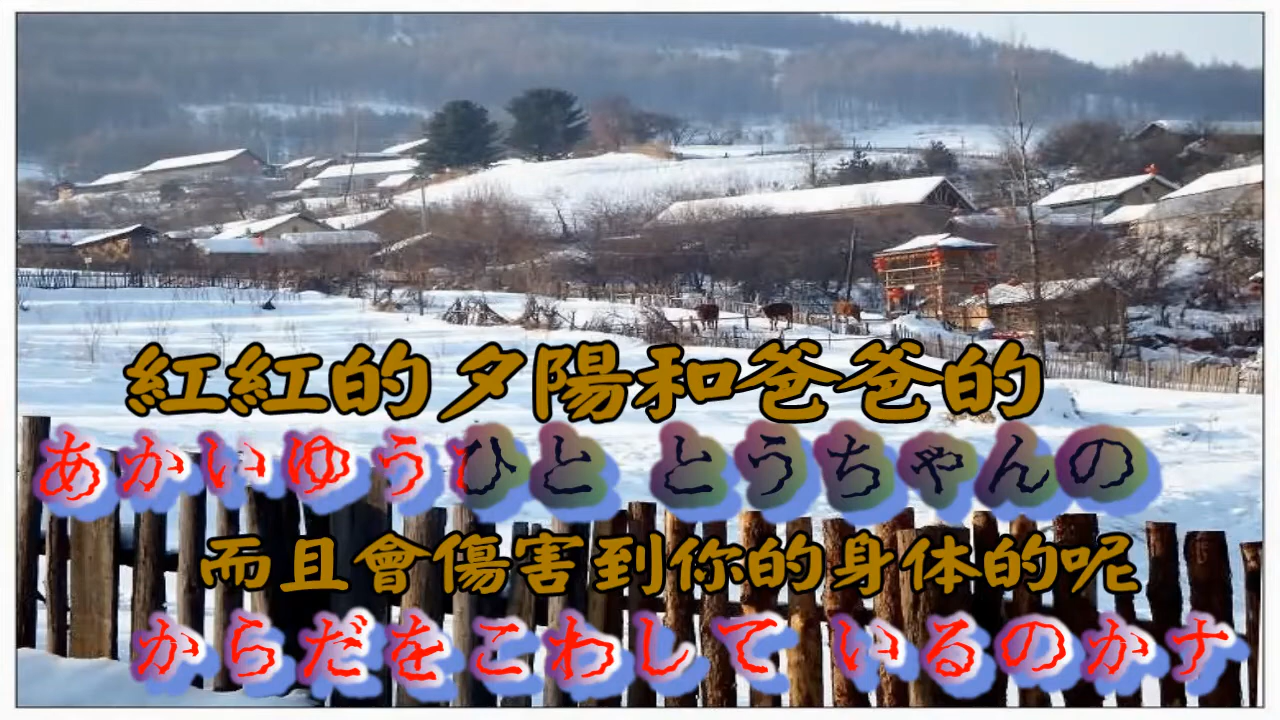 紅紅的夕陽和爸爸的
あかいゆうひと とうちゃんの
而且會傷害到你的身体的呢
からだをこわして いるのかナ